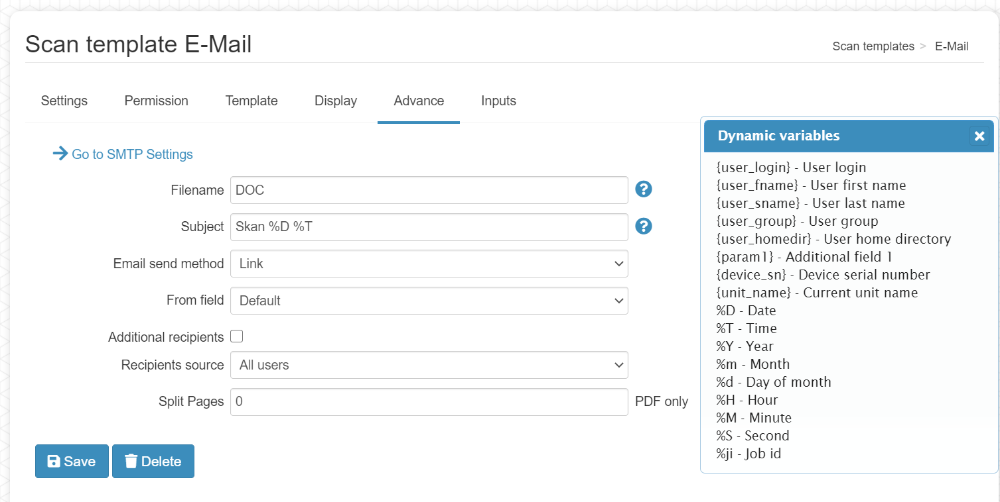 Scan template E-Mail
Scan templates > E-Mail
Settings Permission Template Display Advance Inputs
Go to SMTP Settings
Filename DOC ?
Subject Skan %D %T ?
Email send method Link
From field Default
Additional recipients
Recipients source All users
Split Pages 0 PDF only
Save Delete
Dynamic variables
{user_login} - User login
{user_fname} - User first name
{user_sname} - User last name
{user_group} - User group
{user_homedir} - User home directory
{param1} - Additional field 1
{device_sn} - Device serial number
{unit_name} - Current unit name
%D - Date
%T - Time
%Y - Year
%m - Month
%d - Day of month
%H - Hour
%M - Minute
%S - Second
%ji - Job id